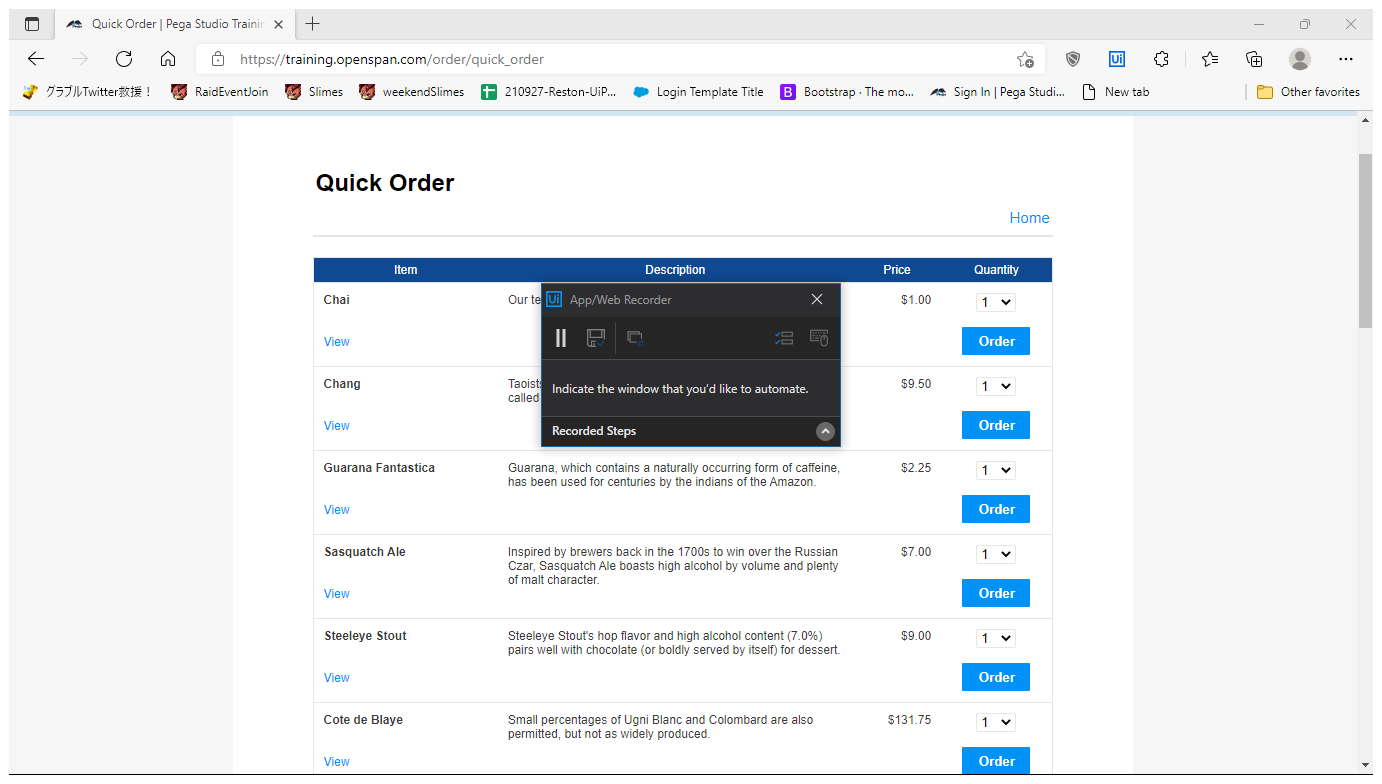 Quick Order | Pega Studio Trainin
https://training.openspan.com/order/quick_order
グラブルTwitter救援！ RaidEventJoin Slimes weekendSlimes 210927-Reston-UiP... Login Template Title Bootstrap · The mo... Sign In | Pega Studi... New tab Other favorites
Quick Order
Home
Item Description Price Quantity
Chai Our te $1.00 1
View Order
Chang Taoist $9.50 1
called
View Order
App/Web Recorder
Indicate the window that you'd like to automate.
Recorded Steps
Guarana Fantastica Guarana, which contains a naturally occurring form of caffeine, $2.25 1
has been used for centuries by the indians of the Amazon.
View Order
Sasquatch Ale Inspired by brewers back in the 1700s to win over the Russian $7.00 1
Czar, Sasquatch Ale boasts high alcohol by volume and plenty
of malt character.
View Order
Steeleye Stout Steeleye Stout's hop flavor and high alcohol content (7.0%) $9.00 1
pairs well with chocolate (or boldly served by itself) for dessert.
View Order
Cote de Blaye Small percentages of Ugni Blanc and Colombard are also $131.75 1
permitted, but not as widely produced.
View Order